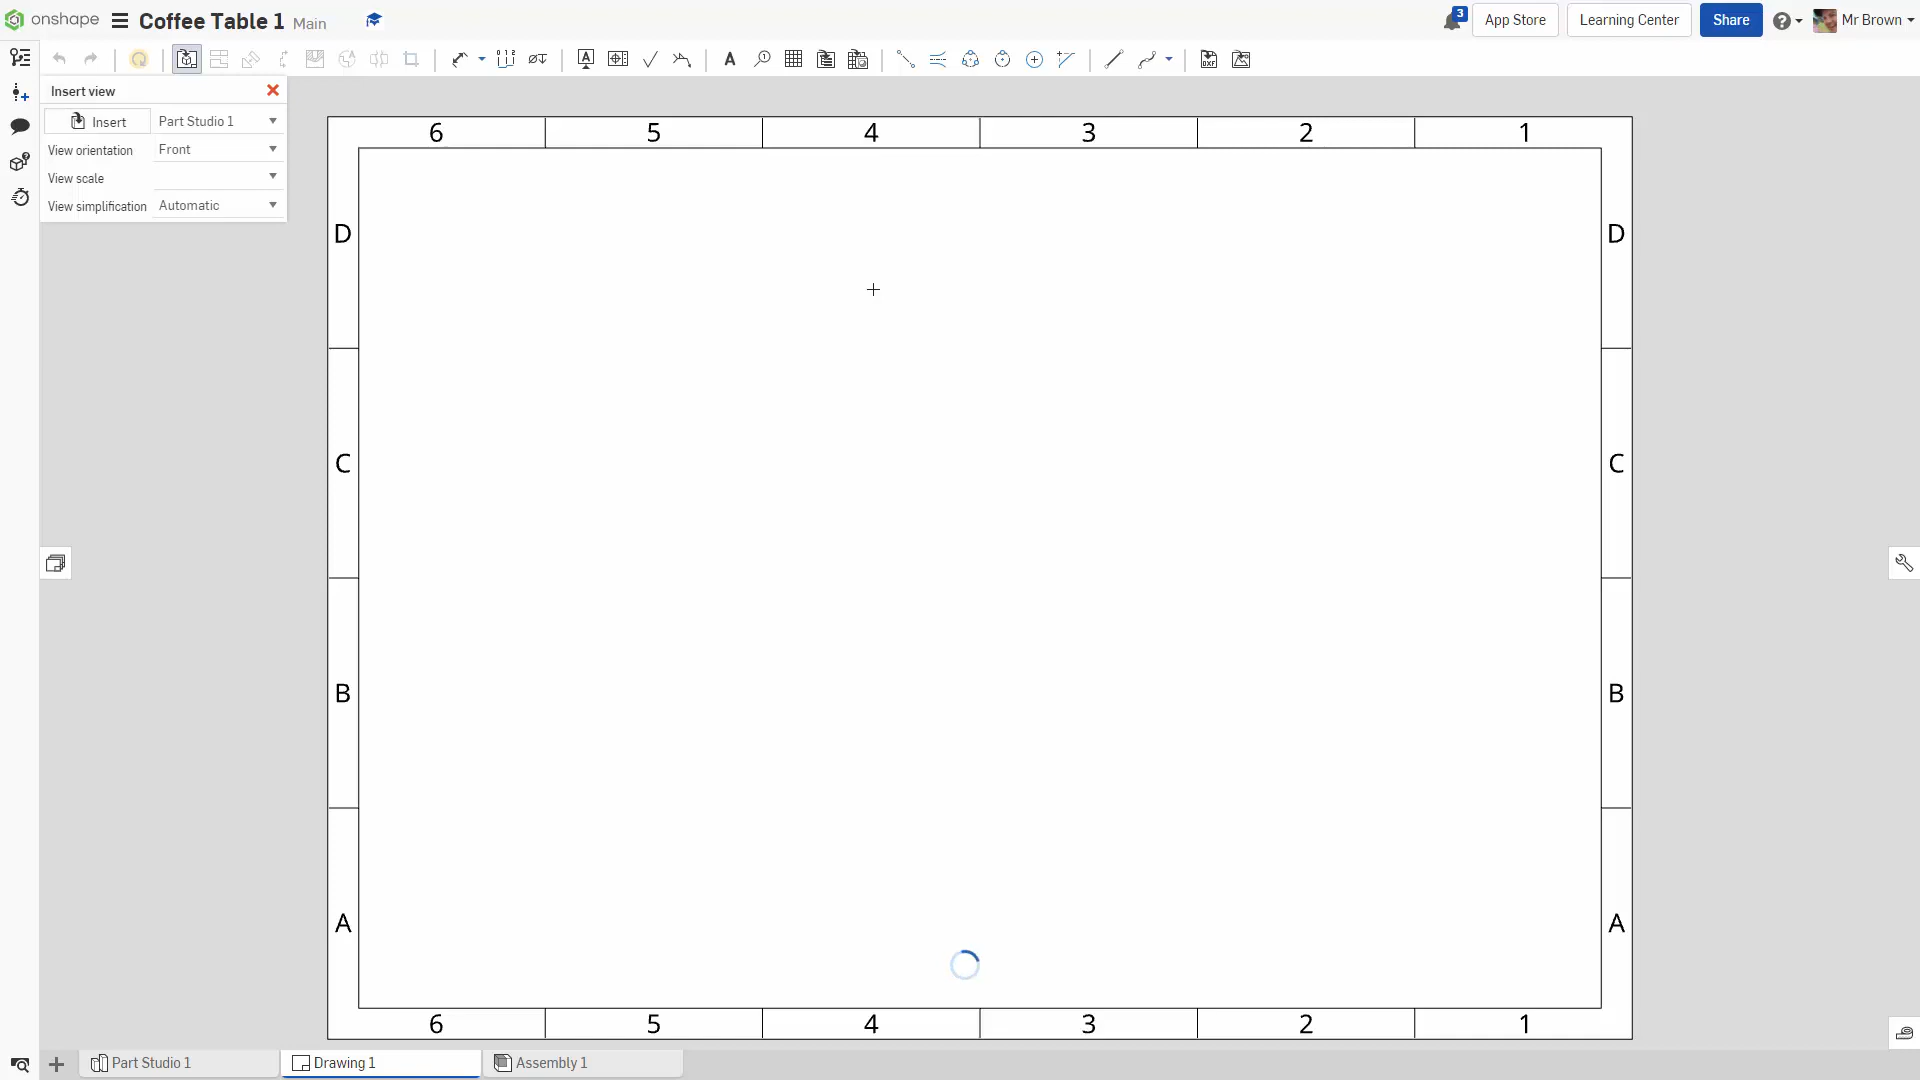 onshape
Coffee Table 1 Main
3
App Store
Learning Center
Share
Mr Brown
Insert view
Insert
Part Studio 1
View orientation
Front
View scale
View simplification
Automatic
6 5 4 3 2 1
D D
C C
B B
A A
6 5 4 3 2 1
Part Studio 1
Drawing 1
Assembly 1